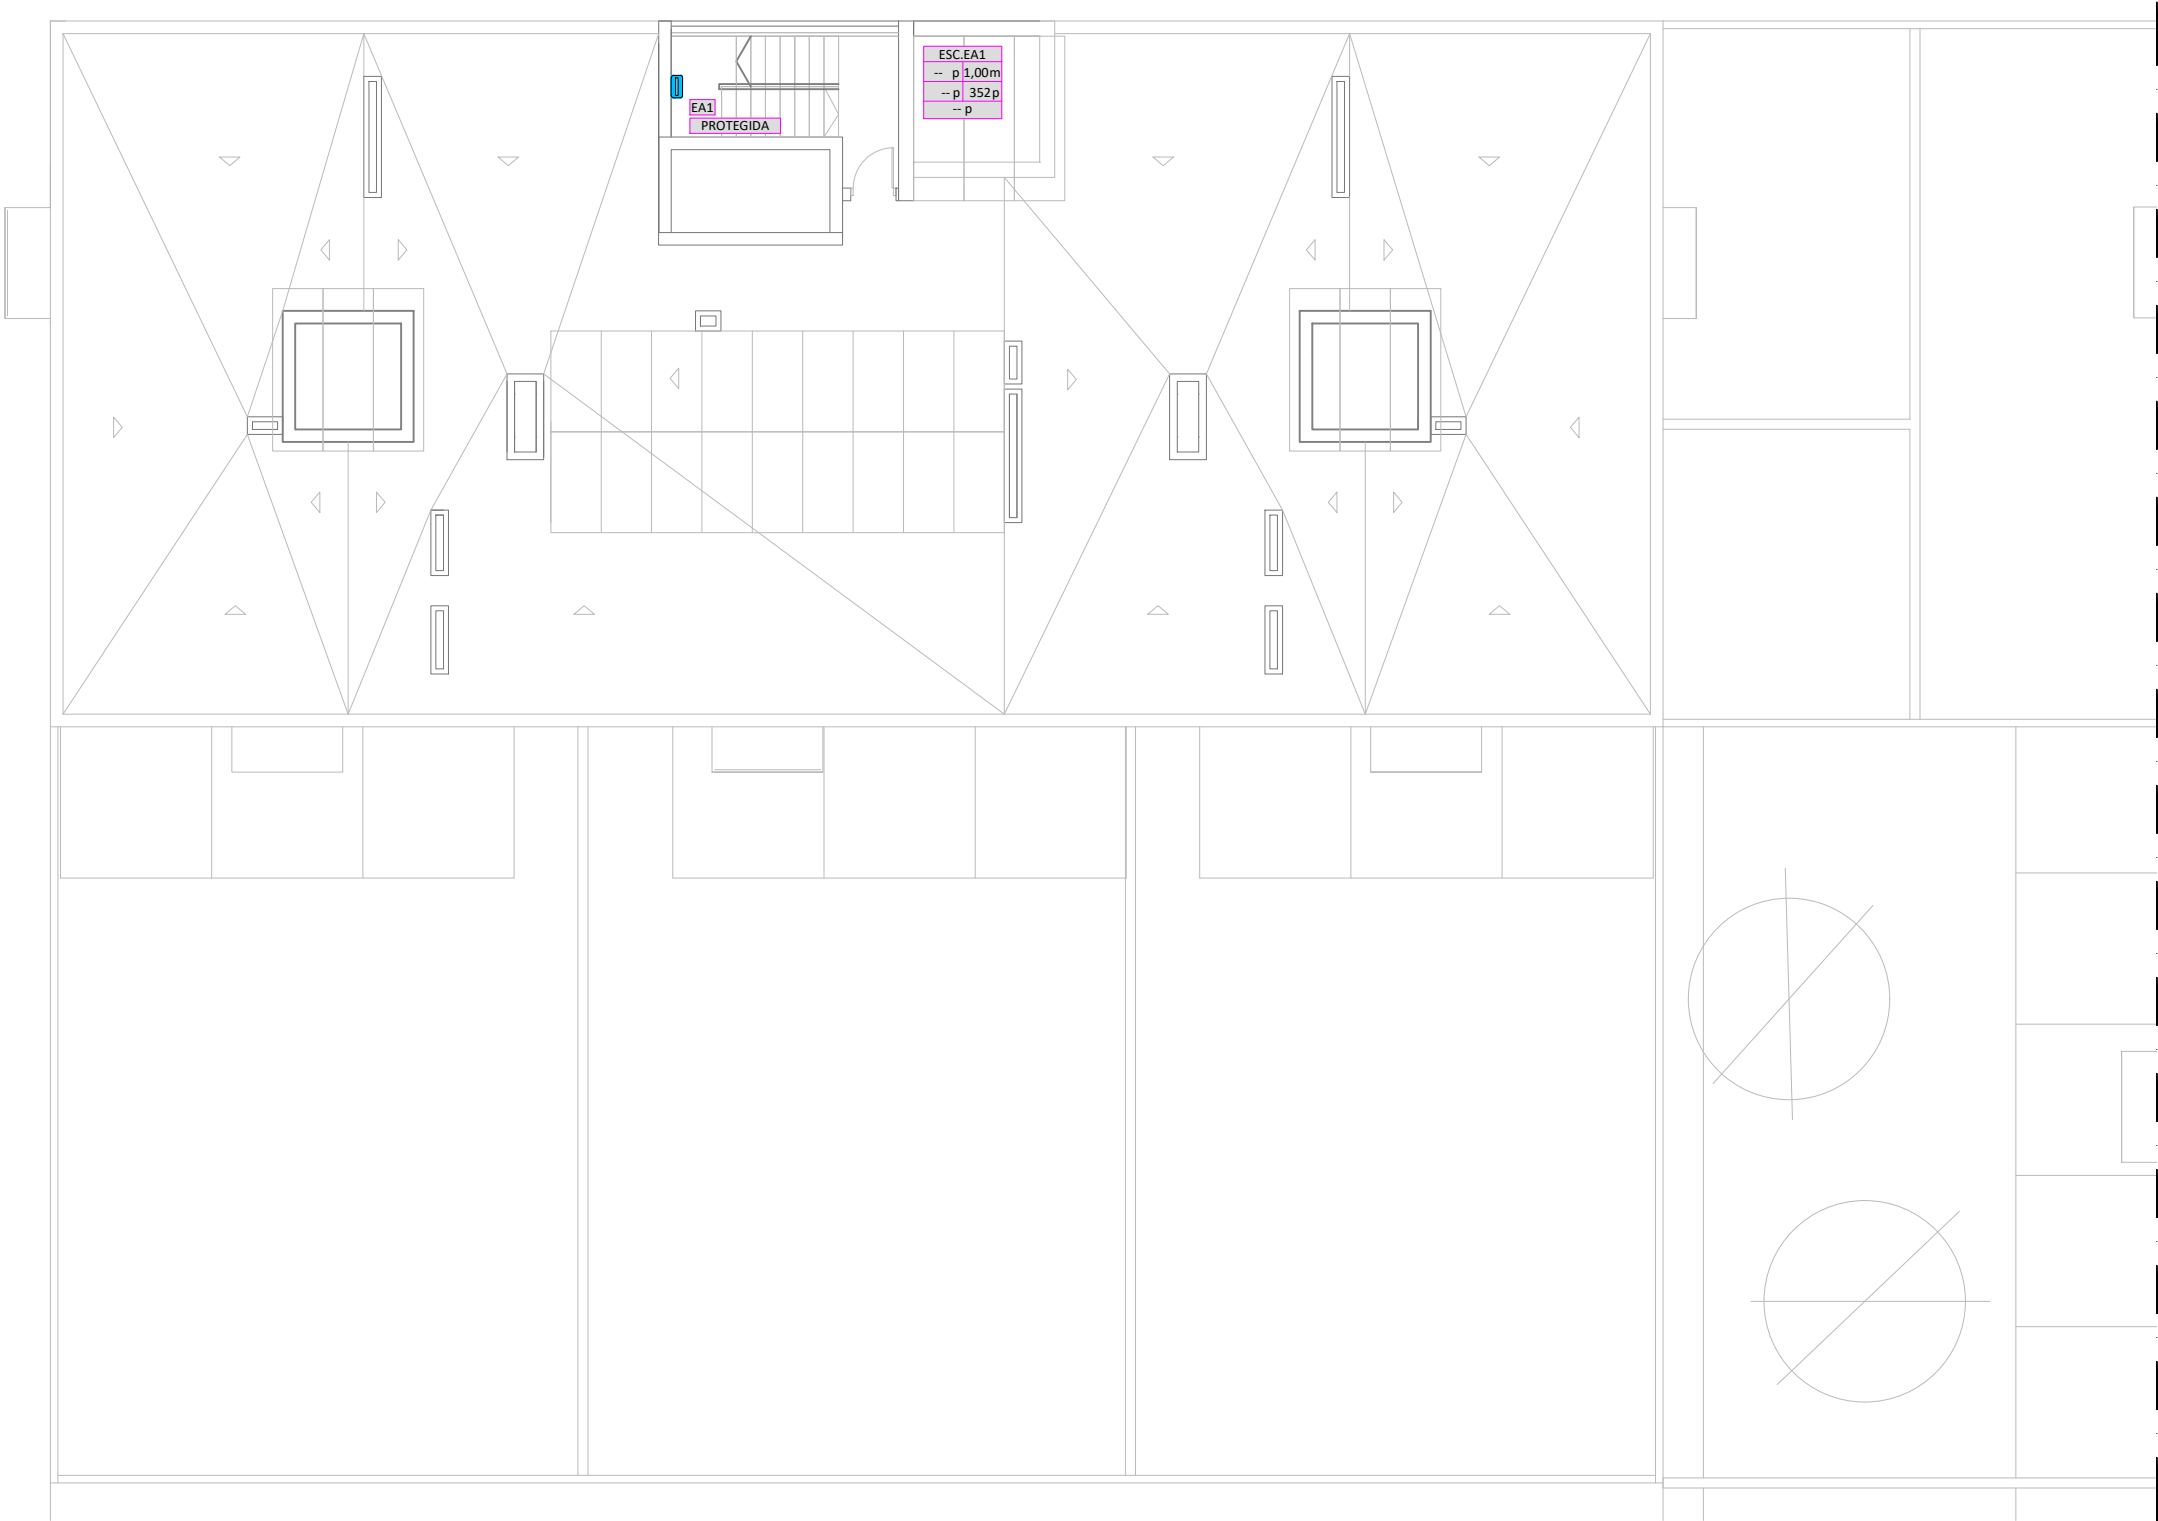 ESC.EA1
-- p 1,00m
-- p 352p
-- p
EA1
PROTEGIDA